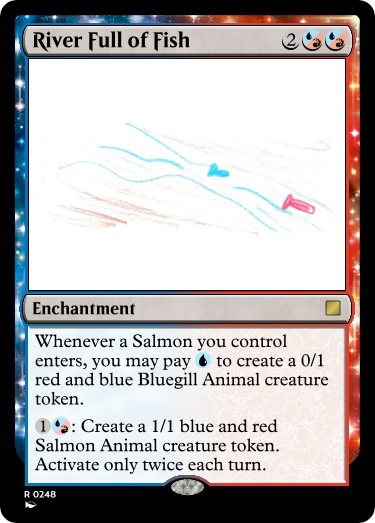 River Full of Fish 2
Enchantment
Whenever a Salmon you control
enters, you may pay to create a 0/1
red and blue Bluegill Animal creature
token.
1: Create a 1/1 blue and red
Salmon Animal creature token.
Activate only twice each turn.
R 0248